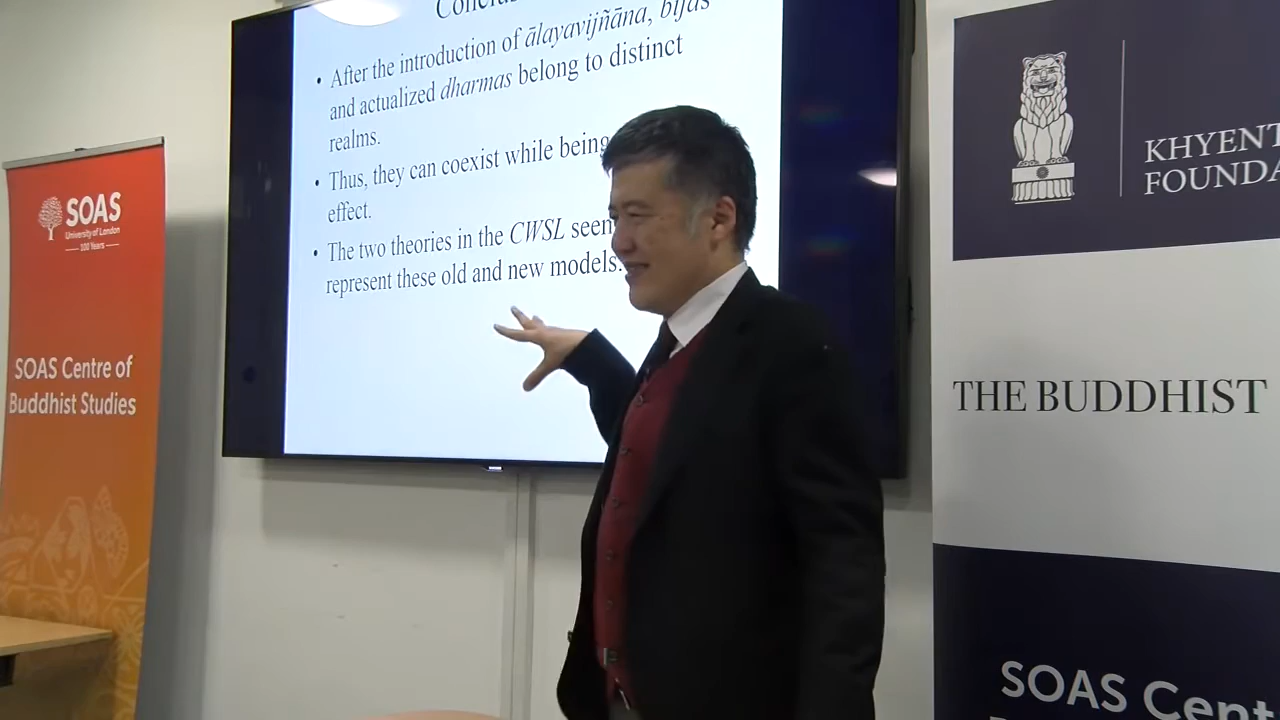 SOAS
University of London
100 Years
SOAS Centre of
Buddhist Studies
• After the introduction of ālayavijñāna, bījas
and actualized dharmas belong to distinct
realms.
• Thus, they can coexist while being
effect.
• The two theories in the CWSL
represent these old and new models.
KHYENT
FOUNDA
THE BUDDHIST
SOAS Cent